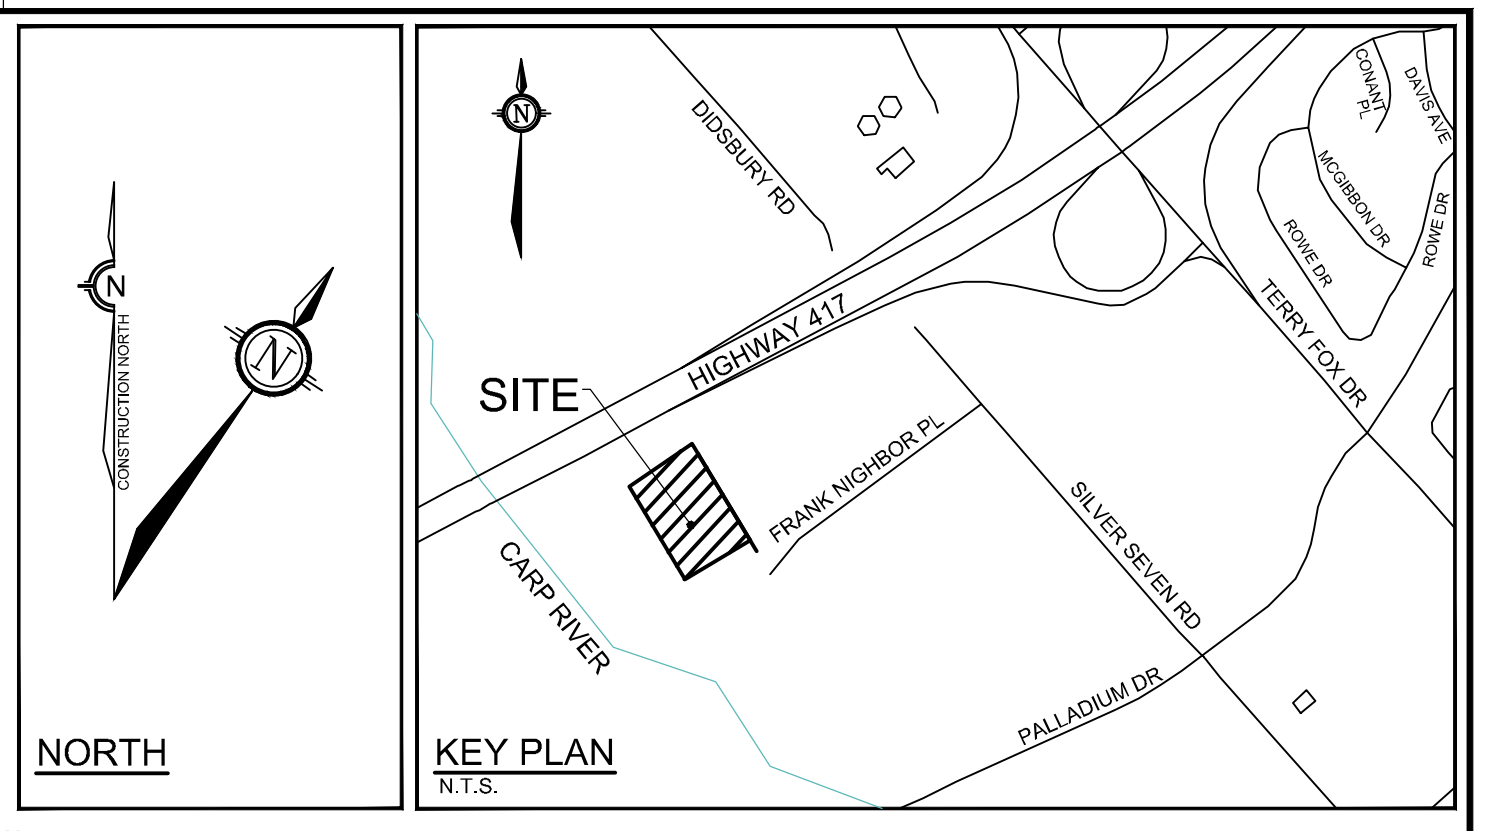 N
N
CONSTRUCTION NORTH
NORTH
N
DIDSBURY RD
CONANT
PL
DAVIS AVE
MCGIBBON DR
ROWE DR
ROWE DR
TERRY FOX DR
HIGHWAY 417
SITE
FRANK NIGHBOR PL
SILVER SEVEN RD
CARP RIVER
PALLADIUM DR
KEY PLAN
N.T.S.